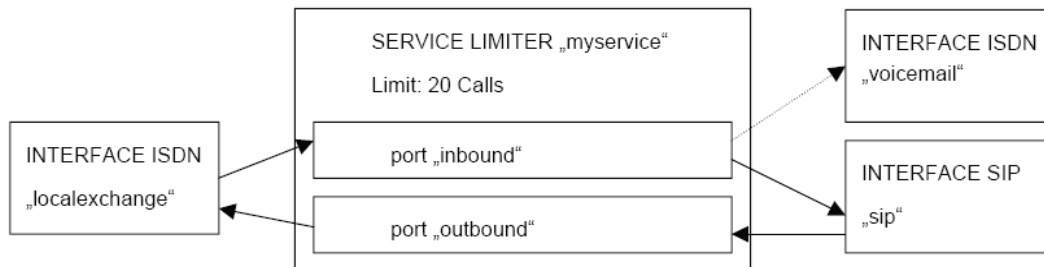 SERVICE LIMITER „myservice“
Limit: 20 Calls
INTERFACE ISDN
„voicemail“
INTERFACE ISDN
„localexchange“
port „inbound“
port „outbound“
INTERFACE SIP
„sip“